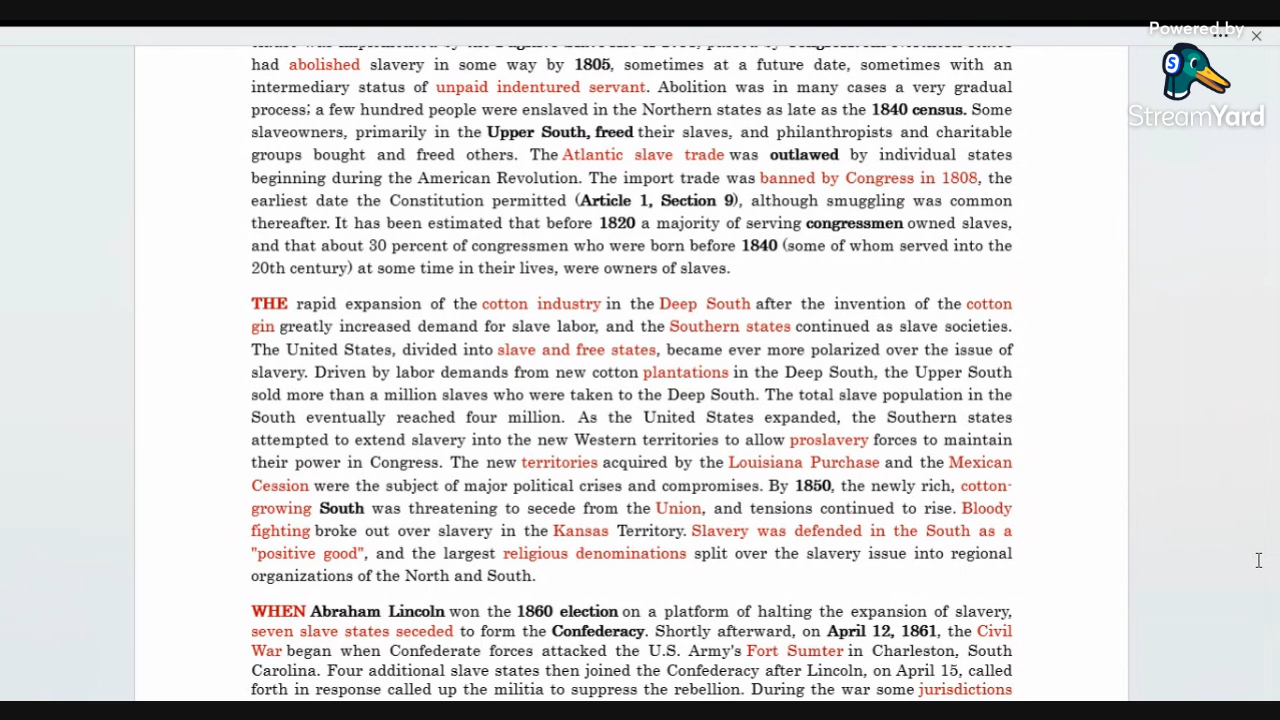 Powered by
StreamYard
had abolished slavery in some way by 1805, sometimes at a future date, sometimes with an
intermediary status of unpaid indentured servant. Abolition was in many cases a very gradual
process; a few hundred people were enslaved in the Northern states as late as the 1840 census. Some
slaveowners, primarily in the Upper South, freed their slaves, and philanthropists and charitable
groups bought and freed others. The Atlantic slave trade was outlawed by individual states
beginning during the American Revolution. The import trade was banned by Congress in 1808, the
earliest date the Constitution permitted (Article 1, Section 9), although smuggling was common
thereafter. It has been estimated that before 1820 a majority of serving congressmen owned slaves,
and that about 30 percent of congressmen who were born before 1840 (some of whom served into the
20th century) at some time in their lives, were owners of slaves.
THE rapid expansion of the cotton industry in the Deep South after the invention of the cotton
gin greatly increased demand for slave labor, and the Southern states continued as slave societies.
The United States, divided into slave and free states, became ever more polarized over the issue of
slavery. Driven by labor demands from new cotton plantations in the Deep South, the Upper South
sold more than a million slaves who were taken to the Deep South. The total slave population in the
South eventually reached four million. As the United States expanded, the Southern states
attempted to extend slavery into the new Western territories to allow proslavery forces to maintain
their power in Congress. The new territories acquired by the Louisiana Purchase and the Mexican
Cession were the subject of major political crises and compromises. By 1850, the newly rich, cotton-
growing South was threatening to secede from the Union, and tensions continued to rise. Bloody
fighting broke out over slavery in the Kansas Territory. Slavery was defended in the South as a
"positive good", and the largest religious denominations split over the slavery issue into regional
organizations of the North and South.
WHEN Abraham Lincoln won the 1860 election on a platform of halting the expansion of slavery,
seven slave states seceded to form the Confederacy. Shortly afterward, on April 12, 1861, the Civil
War began when Confederate forces attacked the U.S. Army's Fort Sumter in Charleston, South
Carolina. Four additional slave states then joined the Confederacy after Lincoln, on April 15, called
forth in response called up the militia to suppress the rebellion. During the war some jurisdictions